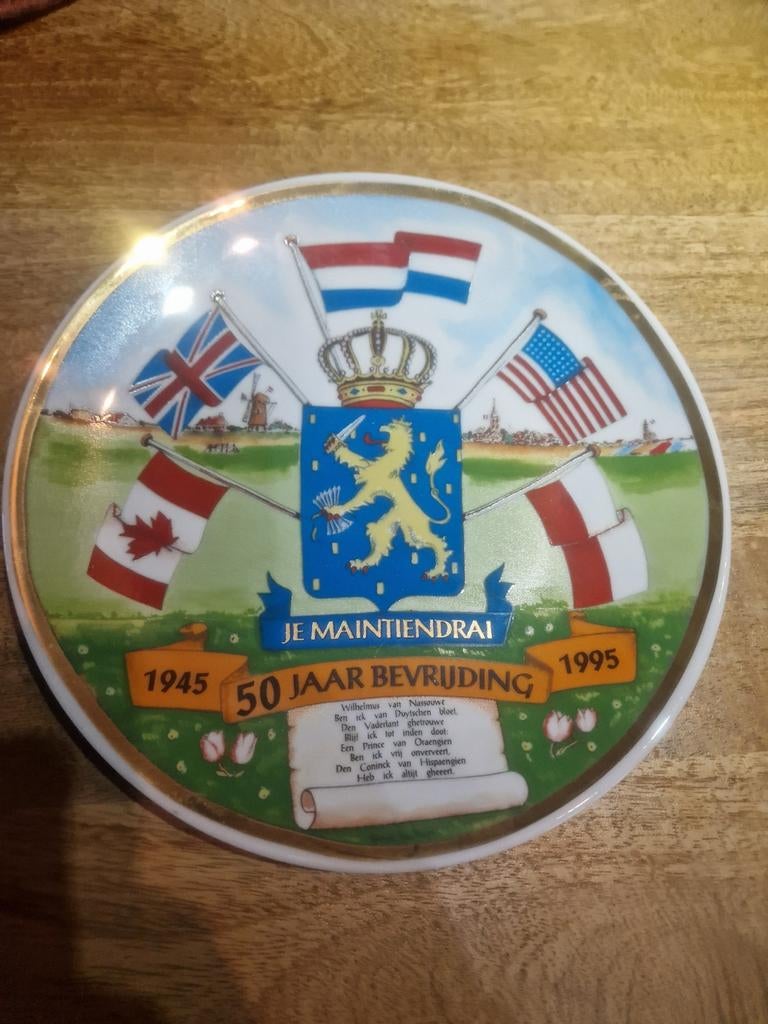 JE MAINTIENDRAI
1945
50 JAAR BEVRIJDING
1995
Wilhelmus van Nassouwe
Ben ick van Duytschen bloet,
Den Vaderlant ghetrouwe
Blijf ick tot inden doot:
Een Prince van Oraengien
Ben ick vrij onverveert,
Den Coninck van Hispaengien
Heb ick altijt gheeert.